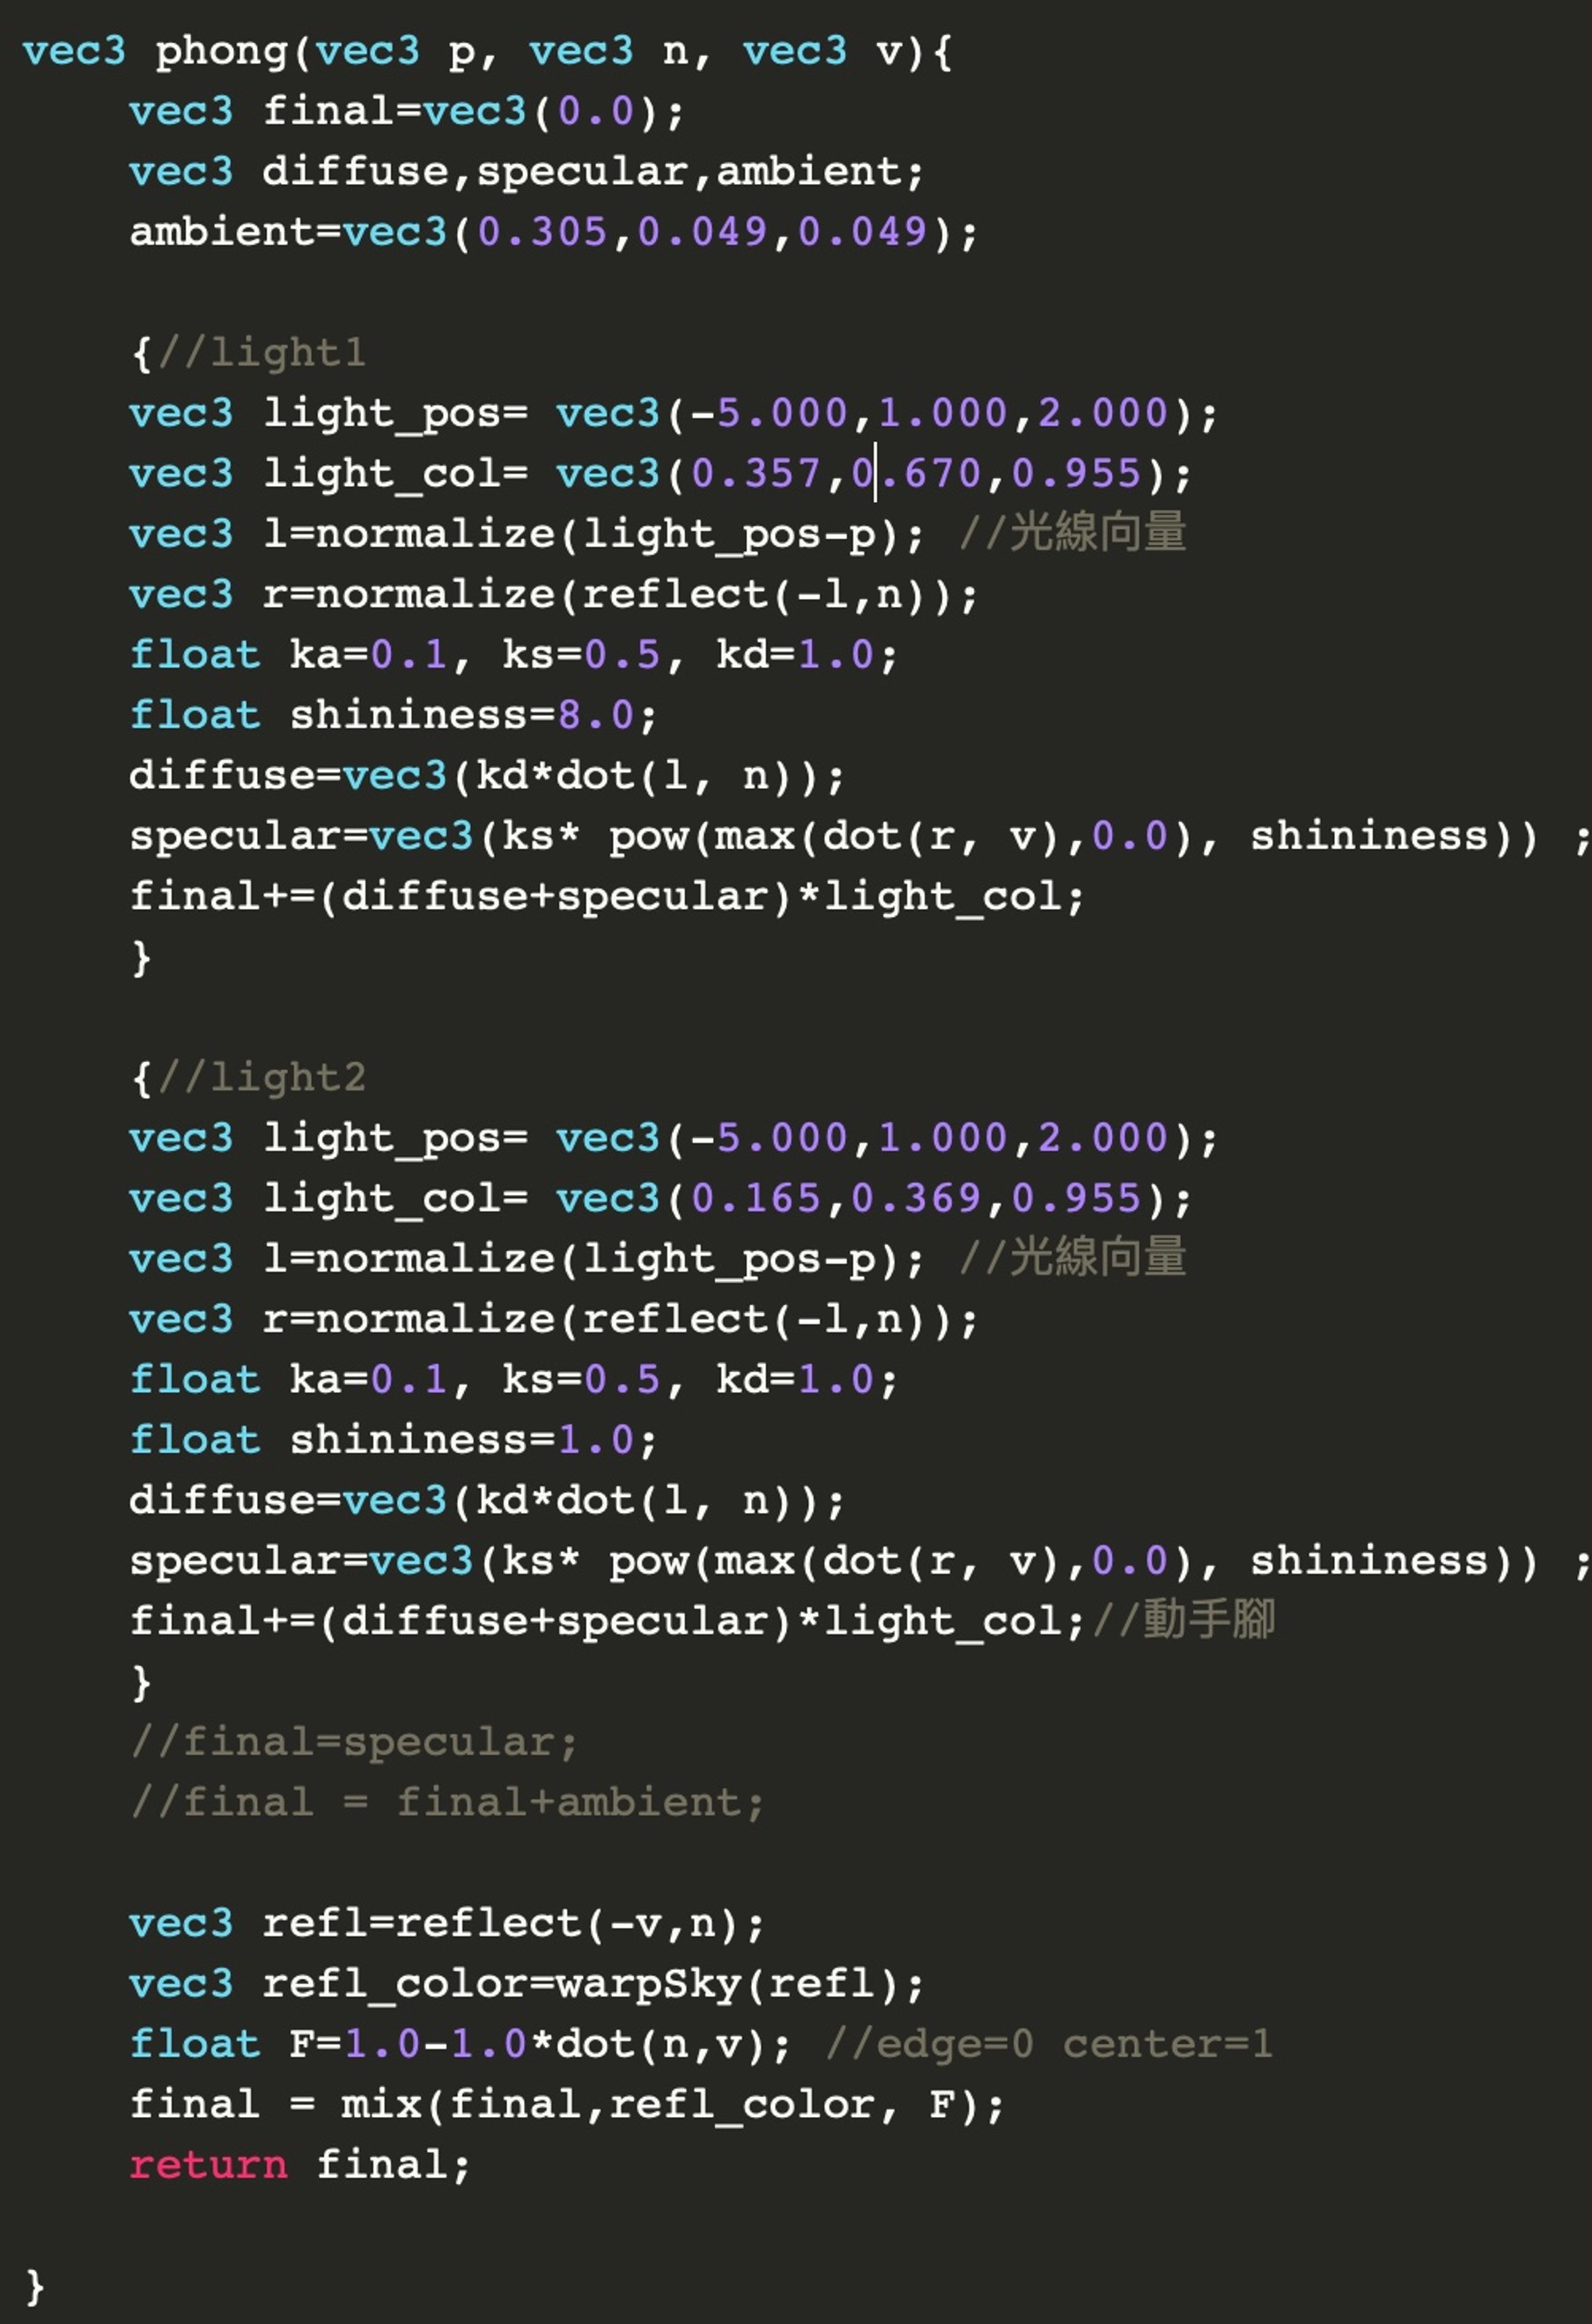 vec3 phong(vec3 p, vec3 n, vec3 v){
vec3 final=vec3(0.0);
vec3 diffuse,specular,ambient;
ambient=vec3(0.305,0.049,0.049);
{//light1
vec3 light_pos= vec3(-5.000,1.000,2.000);
vec3 light_col= vec3(0.357,0.670,0.955);
vec3 l=normalize(light_pos-p); //光線向量
vec3 r=normalize(reflect(-l,n));
float ka=0.1, ks=0.5, kd=1.0;
float shininess=8.0;
diffuse=vec3(kd*dot(l, n));
specular=vec3(ks* pow(max(dot(r, v),0.0), shininess)) ;
final+=(diffuse+specular)*light_col;
}
{//light2
vec3 light_pos= vec3(-5.000,1.000,2.000);
vec3 light_col= vec3(0.165,0.369,0.955);
vec3 l=normalize(light_pos-p); //光線向量
vec3 r=normalize(reflect(-l,n));
float ka=0.1, ks=0.5, kd=1.0;
float shininess=1.0;
diffuse=vec3(kd*dot(l, n));
specular=vec3(ks* pow(max(dot(r, v),0.0), shininess)) ;
final+=(diffuse+specular)*light_col;//動手腳
}
//final=specular;
//final = final+ambient;
vec3 refl=reflect(-v,n);
vec3 refl_color=warpSky(refl);
float F=1.0-1.0*dot(n,v); //edge=0 center=1
final = mix(final,refl_color, F);
return final;
}